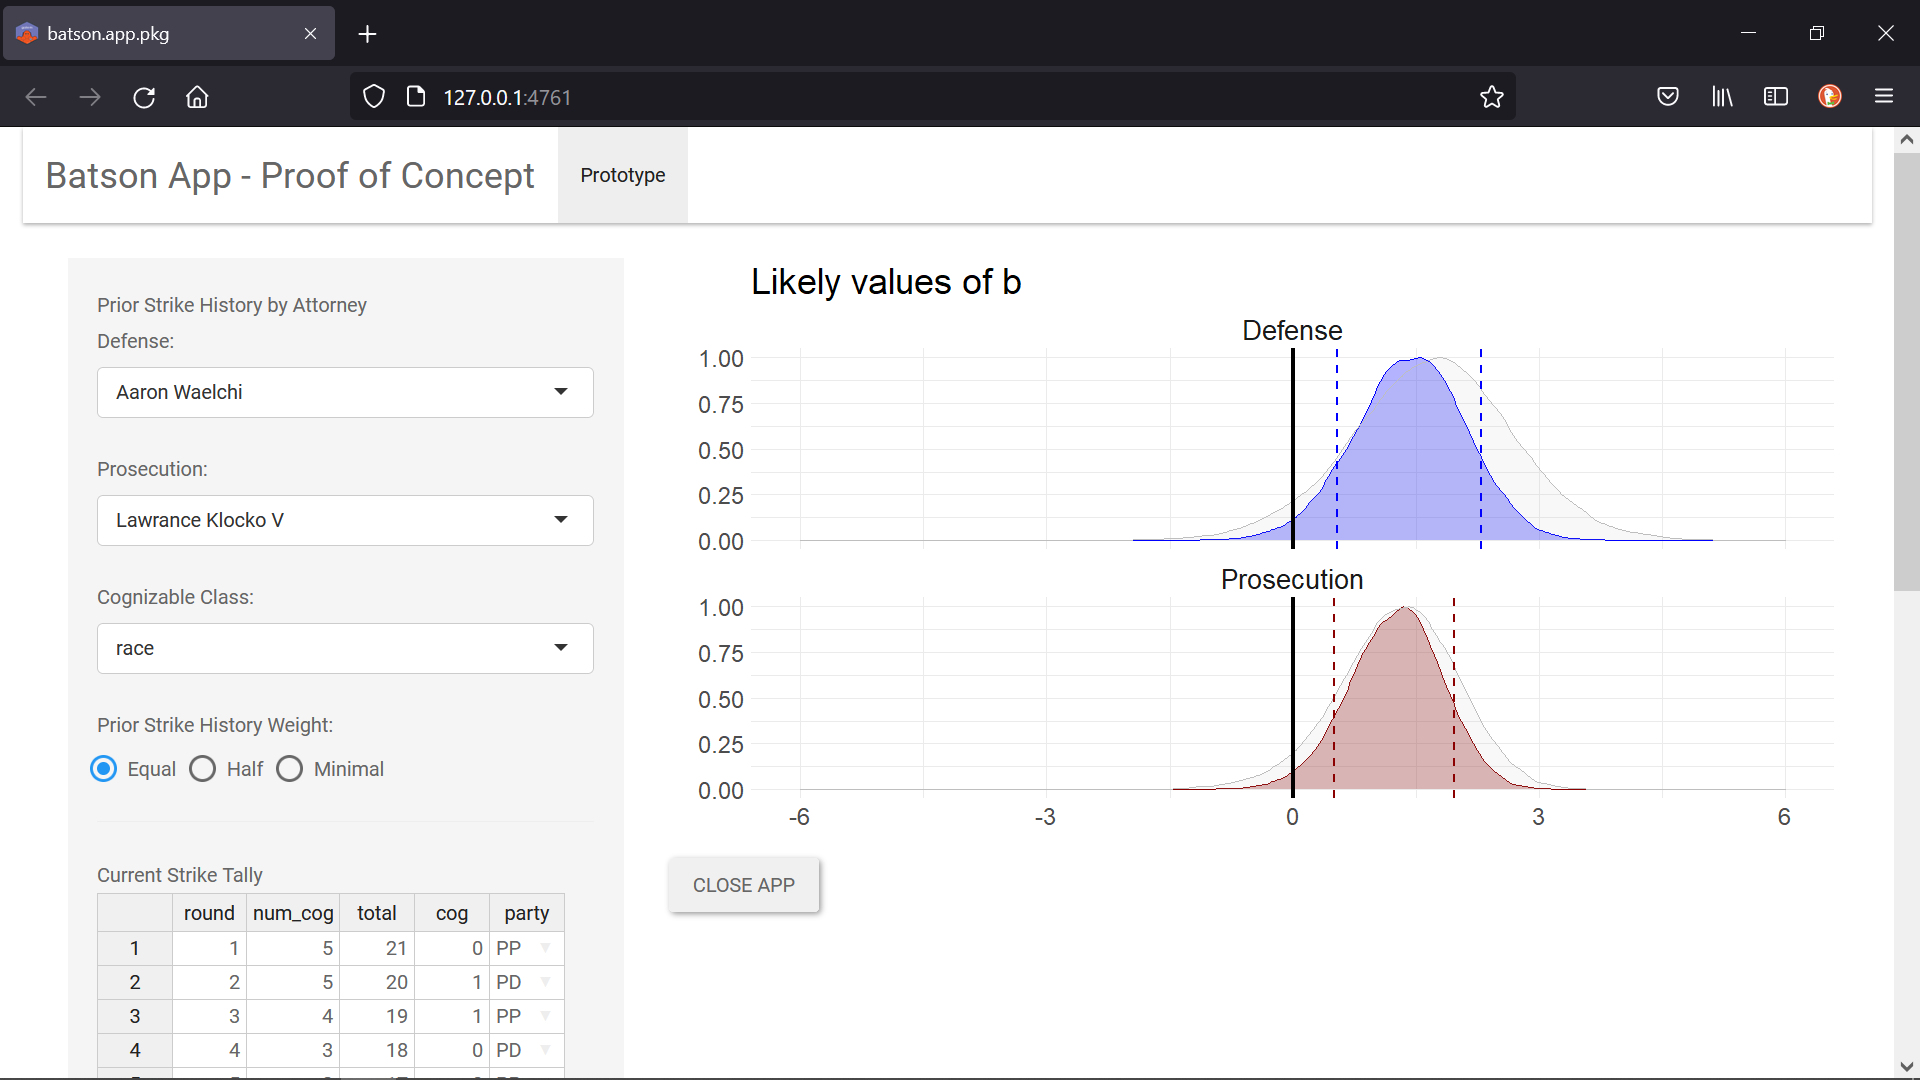 batson.app.pkg
127.0.0.1:4761
Batson App - Proof of Concept
Prototype
Prior Strike History by Attorney
Defense:
Aaron Waelchi
Prosecution:
Lawrance Klocko V
Cognizable Class:
race
Prior Strike History Weight:
Equal Half Minimal
Current Strike Tally
round num_cog total cog party
1 1 5 21 0 PP
2 2 5 20 1 PD
3 3 4 19 1 PP
4 4 3 18 0 PD
Likely values of b
Defense
1.00
0.75
0.50
0.25
0.00
Prosecution
1.00
0.75
0.50
0.25
0.00
-6 -3 0 3 6
CLOSE APP